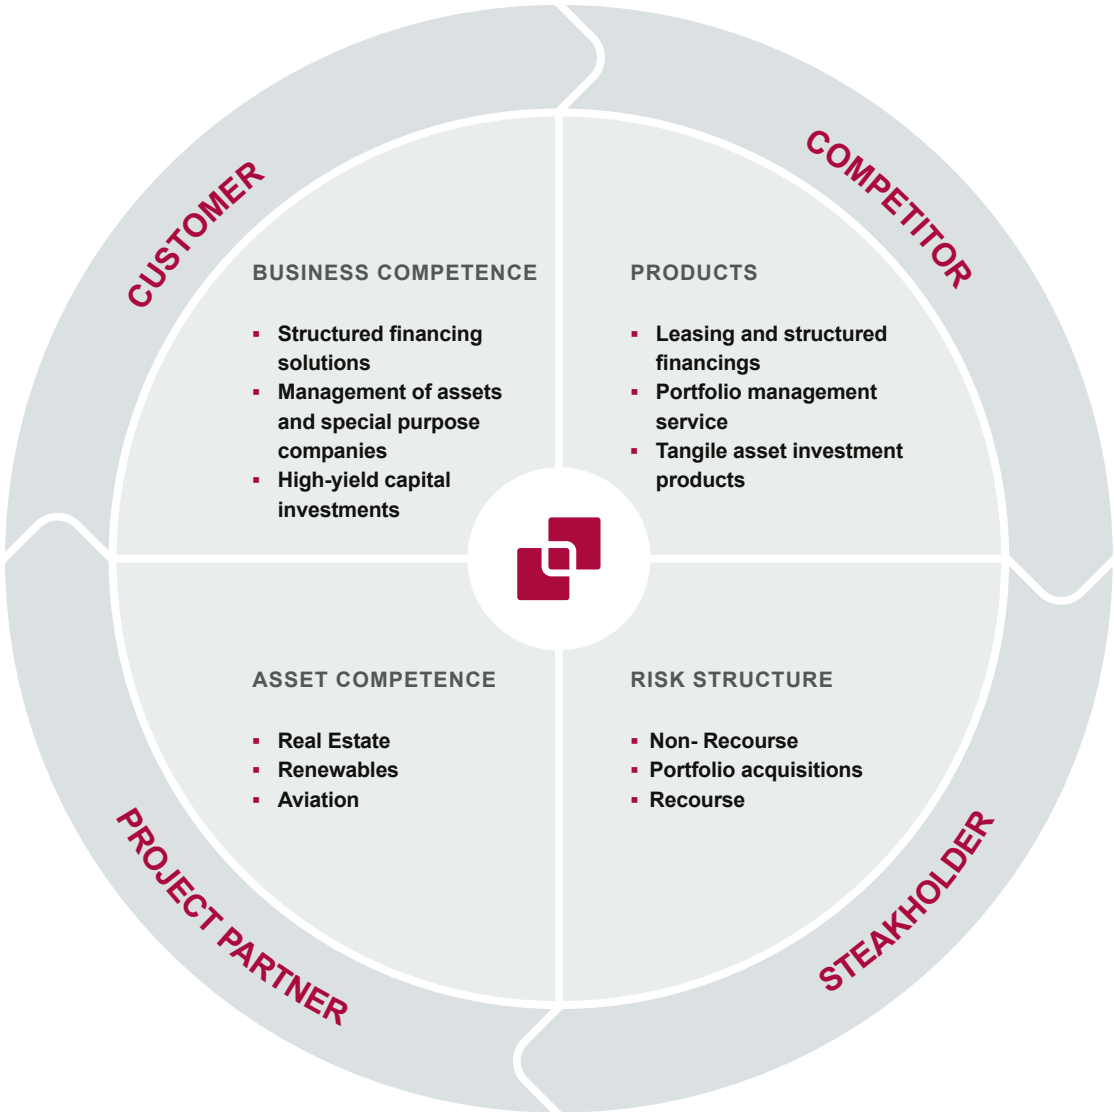 CUSTOMER
COMPETITOR
BUSINESS COMPETENCE
▪ Structured financing
solutions
▪ Management of assets
and special purpose
companies
▪ High-yield capital
investments
PRODUCTS
▪ Leasing and structured
financings
▪ Portfolio management
service
▪ Tangile asset investment
products
ASSET COMPETENCE
▪ Real Estate
▪ Renewables
▪ Aviation
RISK STRUCTURE
▪ Non- Recourse
▪ Portfolio acquisitions
▪ Recourse
PROJECT PARTNER
STEAKHOLDER